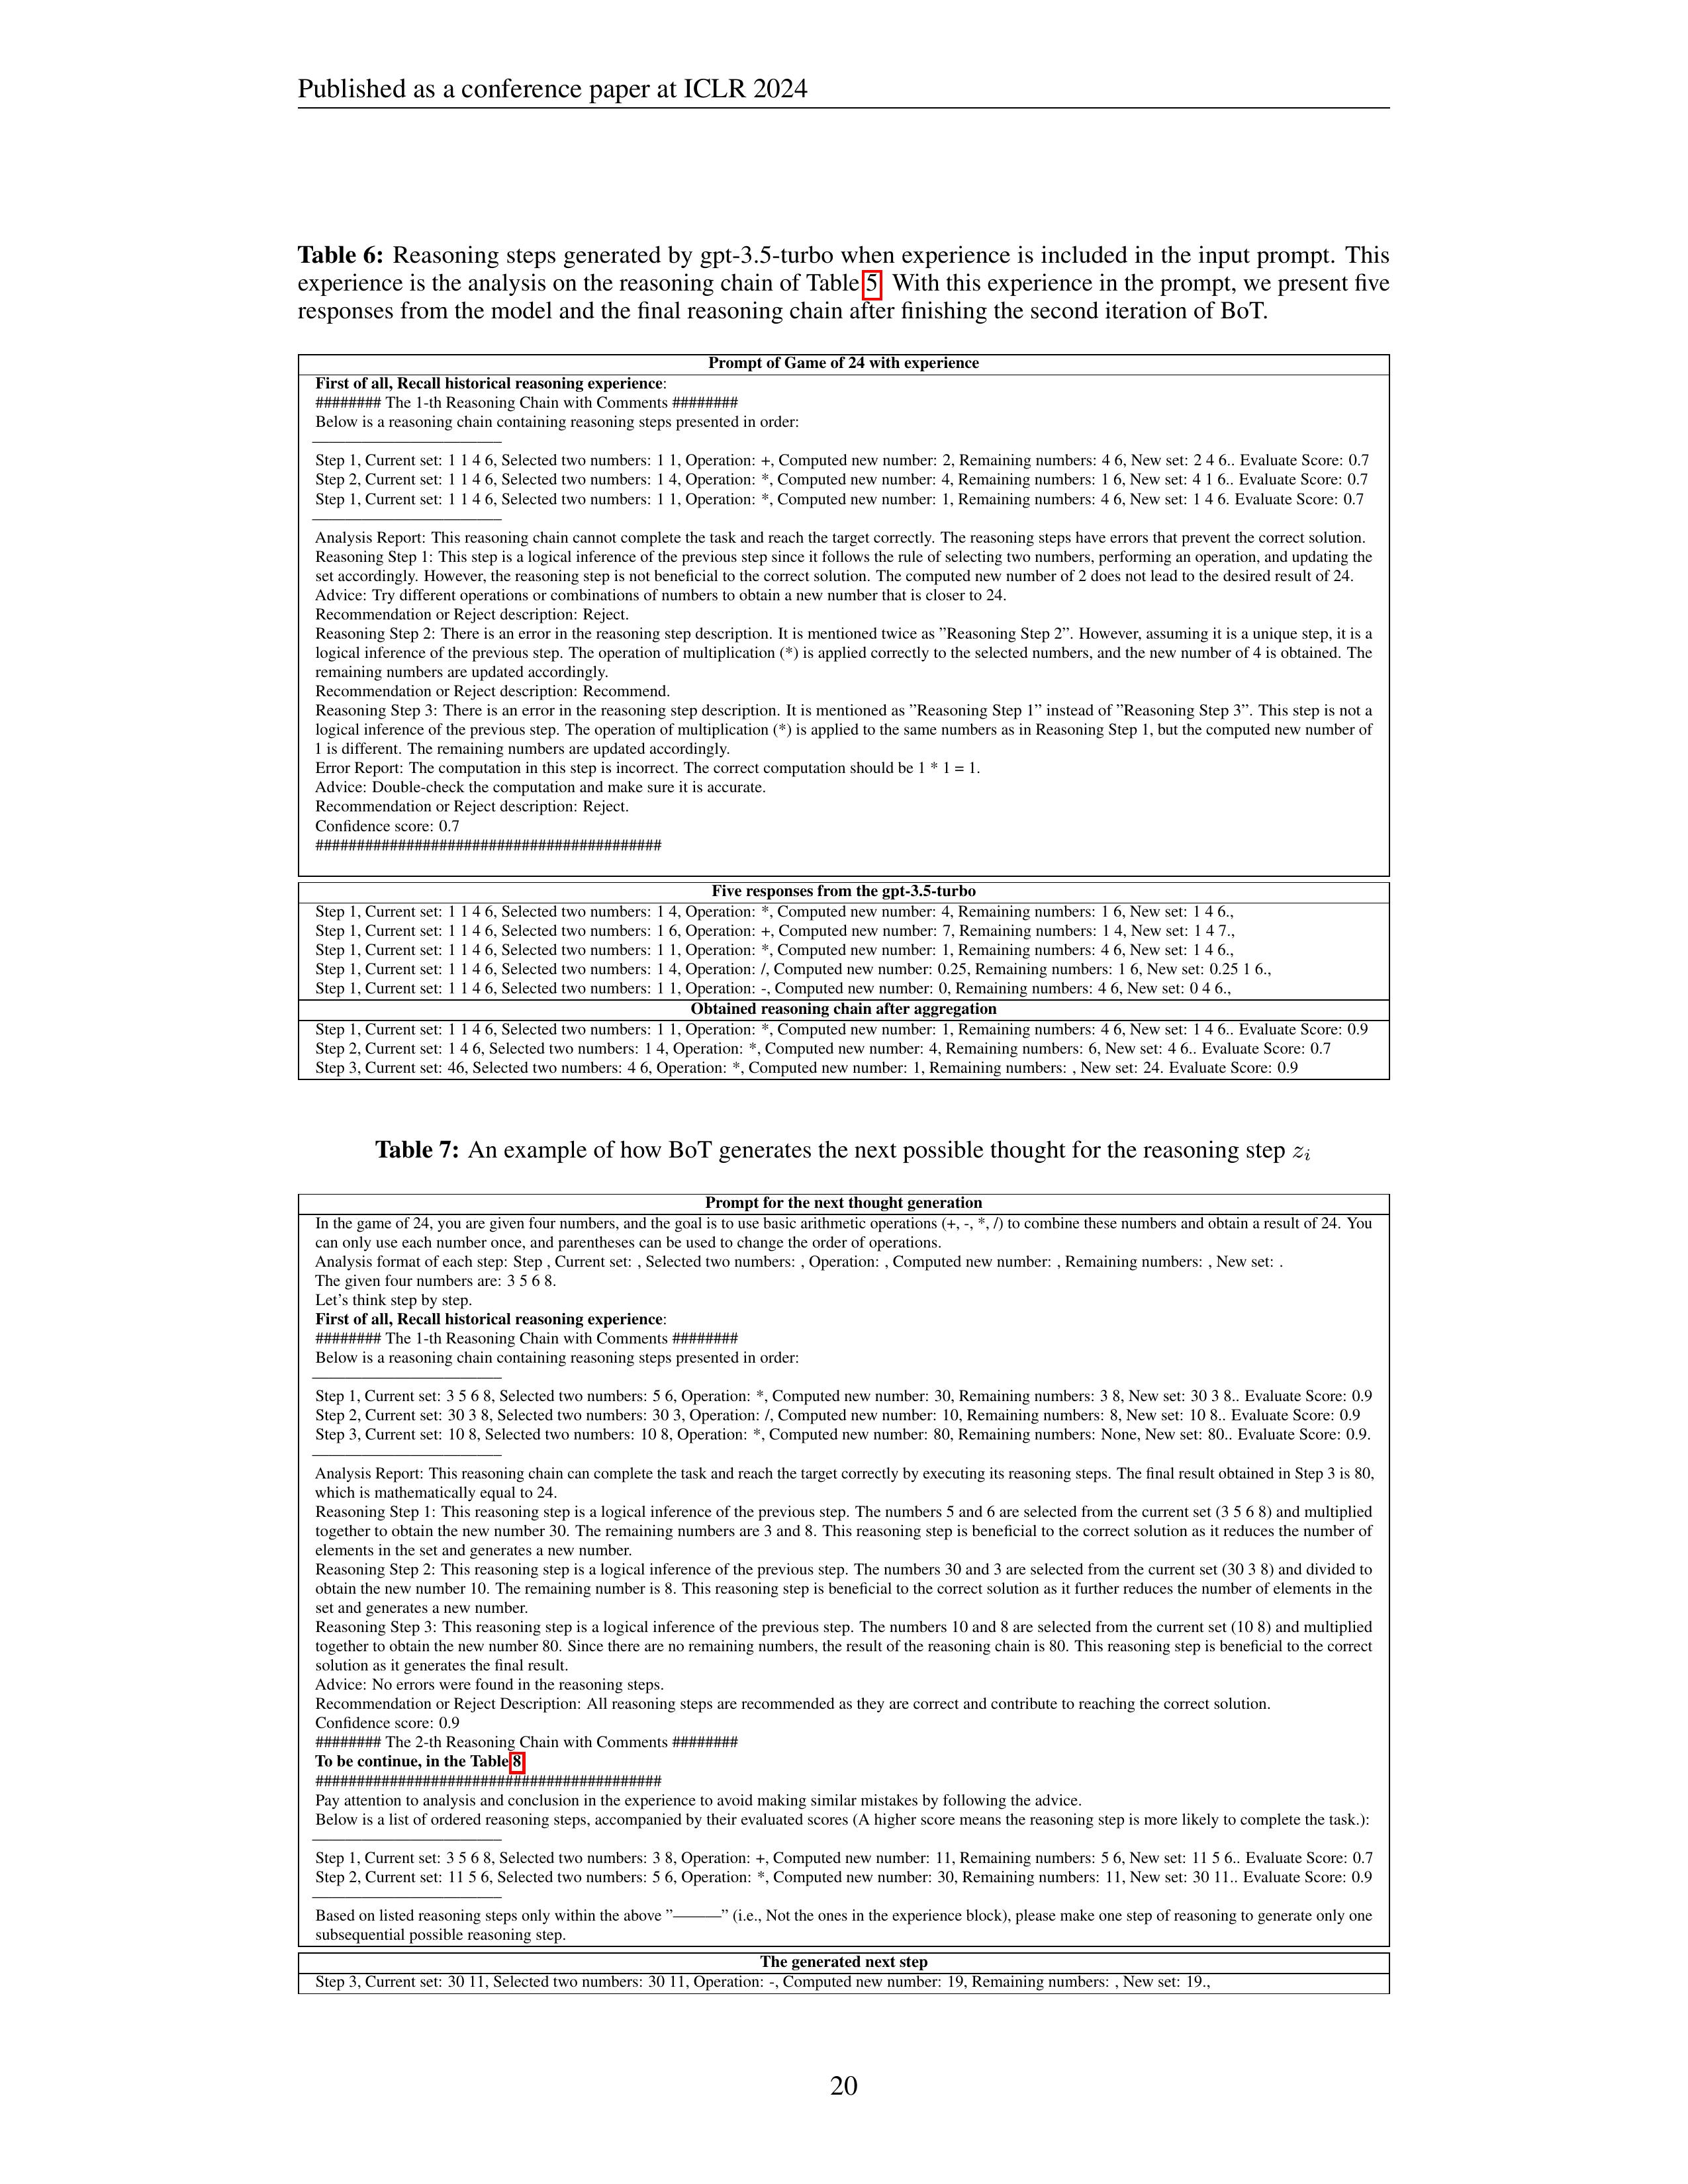 Published as a conference paper at ICLR 2024
Table 6: Reasoning steps generated by gpt-3.5-turbo when experience is included in the input prompt. This
experience is the analysis on the reasoning chain of Table 5. With this experience in the prompt, we present five
responses from the model and the final reasoning chain after finishing the second iteration of BoT.
Prompt of Game of 24 with experience
First of all, Recall historical reasoning experience:
######## The 1-th Reasoning Chain with Comments ########
Below is a reasoning chain containing reasoning steps presented in order:
Step 1, Current set: 1 1 4 6, Selected two numbers: 1 1, Operation: +, Computed new number: 2, Remaining numbers: 4 6, New set: 2 4 6.. Evaluate Score: 0.7
Step 2, Current set: 1 1 4 6, Selected two numbers: 1 4, Operation: *, Computed new number: 4, Remaining numbers: 1 6, New set: 4 1 6.. Evaluate Score: 0.7
Step 1, Current set: 1 1 4 6, Selected two numbers: 1 1, Operation: *, Computed new number: 1, Remaining numbers: 4 6, New set: 1 4 6. Evaluate Score: 0.7
Analysis Report: This reasoning chain cannot complete the task and reach the target correctly. The reasoning steps have errors that prevent the correct solution.
Reasoning Step 1: This step is a logical inference of the previous step since it follows the rule of selecting two numbers, performing an operation, and updating the
set accordingly. However, the reasoning step is not beneficial to the correct solution. The computed new number of 2 does not lead to the desired result of 24.
Advice: Try different operations or combinations of numbers to obtain a new number that is closer to 24.
Recommendation or Reject description: Reject.
Reasoning Step 2: There is an error in the reasoning step description. It is mentioned twice as ”Reasoning Step 2”. However, assuming it is a unique step, it is a
logical inference of the previous step. The operation of multiplication (*) is applied correctly to the selected numbers, and the new number of 4 is obtained. The
remaining numbers are updated accordingly.
Recommendation or Reject description: Recommend.
Reasoning Step 3: There is an error in the reasoning step description. It is mentioned as ”Reasoning Step 1” instead of ”Reasoning Step 3”. This step is not a
logical inference of the previous step. The operation of multiplication (*) is applied to the same numbers as in Reasoning Step 1, but the computed new number of
1 is different. The remaining numbers are updated accordingly.
Error Report: The computation in this step is incorrect. The correct computation should be 1 * 1 = 1.
Advice: Double-check the computation and make sure it is accurate.
Recommendation or Reject description: Reject.
Confidence score: 0.7
##########################################
Five responses from the gpt-3.5-turbo
Step 1, Current set: 1 1 4 6, Selected two numbers: 1 4, Operation: *, Computed new number: 4, Remaining numbers: 1 6, New set: 1 4 6.,
Step 1, Current set: 1 1 4 6, Selected two numbers: 1 6, Operation: +, Computed new number: 7, Remaining numbers: 1 4, New set: 1 4 7.,
Step 1, Current set: 1 1 4 6, Selected two numbers: 1 1, Operation: *, Computed new number: 1, Remaining numbers: 4 6, New set: 1 4 6.,
Step 1, Current set: 1 1 4 6, Selected two numbers: 1 4, Operation: /, Computed new number: 0.25, Remaining numbers: 1 6, New set: 0.25 1 6.,
Step 1, Current set: 1 1 4 6, Selected two numbers: 1 1, Operation: -, Computed new number: 0, Remaining numbers: 4 6, New set: 0 4 6.,
Obtained reasoning chain after aggregation
Step 1, Current set: 1 1 4 6, Selected two numbers: 1 1, Operation: *, Computed new number: 1, Remaining numbers: 4 6, New set: 1 4 6.. Evaluate Score: 0.9
Step 2, Current set: 1 4 6, Selected two numbers: 1 4, Operation: *, Computed new number: 4, Remaining numbers: 6, New set: 4 6.. Evaluate Score: 0.7
Step 3, Current set: 46, Selected two numbers: 4 6, Operation: *, Computed new number: 1, Remaining numbers: , New set: 24. Evaluate Score: 0.9
Table 7: An example of how BoT generates the next possible thought for the reasoning step zi
Prompt for the next thought generation
In the game of 24, you are given four numbers, and the goal is to use basic arithmetic operations (+, -, *, /) to combine these numbers and obtain a result of 24. You
can only use each number once, and parentheses can be used to change the order of operations.
Analysis format of each step: Step , Current set: , Selected two numbers: , Operation: , Computed new number: , Remaining numbers: , New set: .
The given four numbers are: 3 5 6 8.
Let’s think step by step.
First of all, Recall historical reasoning experience:
######## The 1-th Reasoning Chain with Comments ########
Below is a reasoning chain containing reasoning steps presented in order:
Step 1, Current set: 3 5 6 8, Selected two numbers: 5 6, Operation: *, Computed new number: 30, Remaining numbers: 3 8, New set: 30 3 8.. Evaluate Score: 0.9
Step 2, Current set: 30 3 8, Selected two numbers: 30 3, Operation: /, Computed new number: 10, Remaining numbers: 8, New set: 10 8.. Evaluate Score: 0.9
Step 3, Current set: 10 8, Selected two numbers: 10 8, Operation: *, Computed new number: 80, Remaining numbers: None, New set: 80.. Evaluate Score: 0.9.
Analysis Report: This reasoning chain can complete the task and reach the target correctly by executing its reasoning steps. The final result obtained in Step 3 is 80,
which is mathematically equal to 24.
Reasoning Step 1: This reasoning step is a logical inference of the previous step. The numbers 5 and 6 are selected from the current set (3 5 6 8) and multiplied
together to obtain the new number 30. The remaining numbers are 3 and 8. This reasoning step is beneficial to the correct solution as it reduces the number of
elements in the set and generates a new number.
Reasoning Step 2: This reasoning step is a logical inference of the previous step. The numbers 30 and 3 are selected from the current set (30 3 8) and divided to
obtain the new number 10. The remaining number is 8. This reasoning step is beneficial to the correct solution as it further reduces the number of elements in the
set and generates a new number.
Reasoning Step 3: This reasoning step is a logical inference of the previous step. The numbers 10 and 8 are selected from the current set (10 8) and multiplied
together to obtain the new number 80. Since there are no remaining numbers, the result of the reasoning chain is 80. This reasoning step is beneficial to the correct
solution as it generates the final result.
Advice: No errors were found in the reasoning steps.
Recommendation or Reject Description: All reasoning steps are recommended as they are correct and contribute to reaching the correct solution.
Confidence score: 0.9
######## The 2-th Reasoning Chain with Comments ########
To be continue, in the Table 8
##########################################
Pay attention to analysis and conclusion in the experience to avoid making similar mistakes by following the advice.
Below is a list of ordered reasoning steps, accompanied by their evaluated scores (A higher score means the reasoning step is more likely to complete the task.):
Step 1, Current set: 3 5 6 8, Selected two numbers: 3 8, Operation: +, Computed new number: 11, Remaining numbers: 5 6, New set: 11 5 6.. Evaluate Score: 0.7
Step 2, Current set: 11 5 6, Selected two numbers: 5 6, Operation: *, Computed new number: 30, Remaining numbers: 11, New set: 30 11.. Evaluate Score: 0.9
Based on listed reasoning steps only within the above ”———” (i.e., Not the ones in the experience block), please make one step of reasoning to generate only one
subsequential possible reasoning step.
The generated next step
Step 3, Current set: 30 11, Selected two numbers: 30 11, Operation: -, Computed new number: 19, Remaining numbers: , New set: 19.,
20